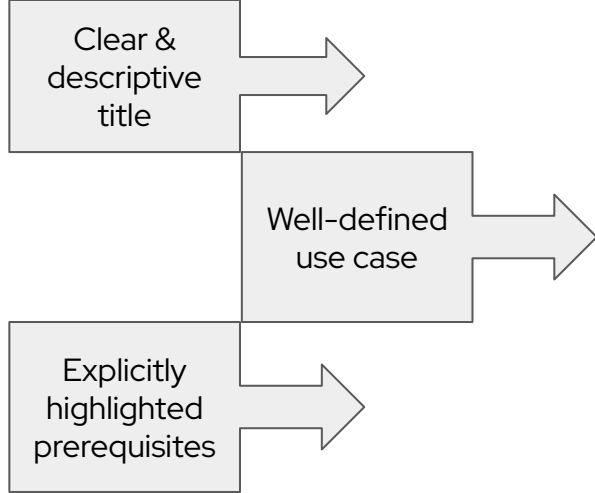 Clear &
descriptive
title
Well-defined
use case
Explicitly
highlighted
prerequisites